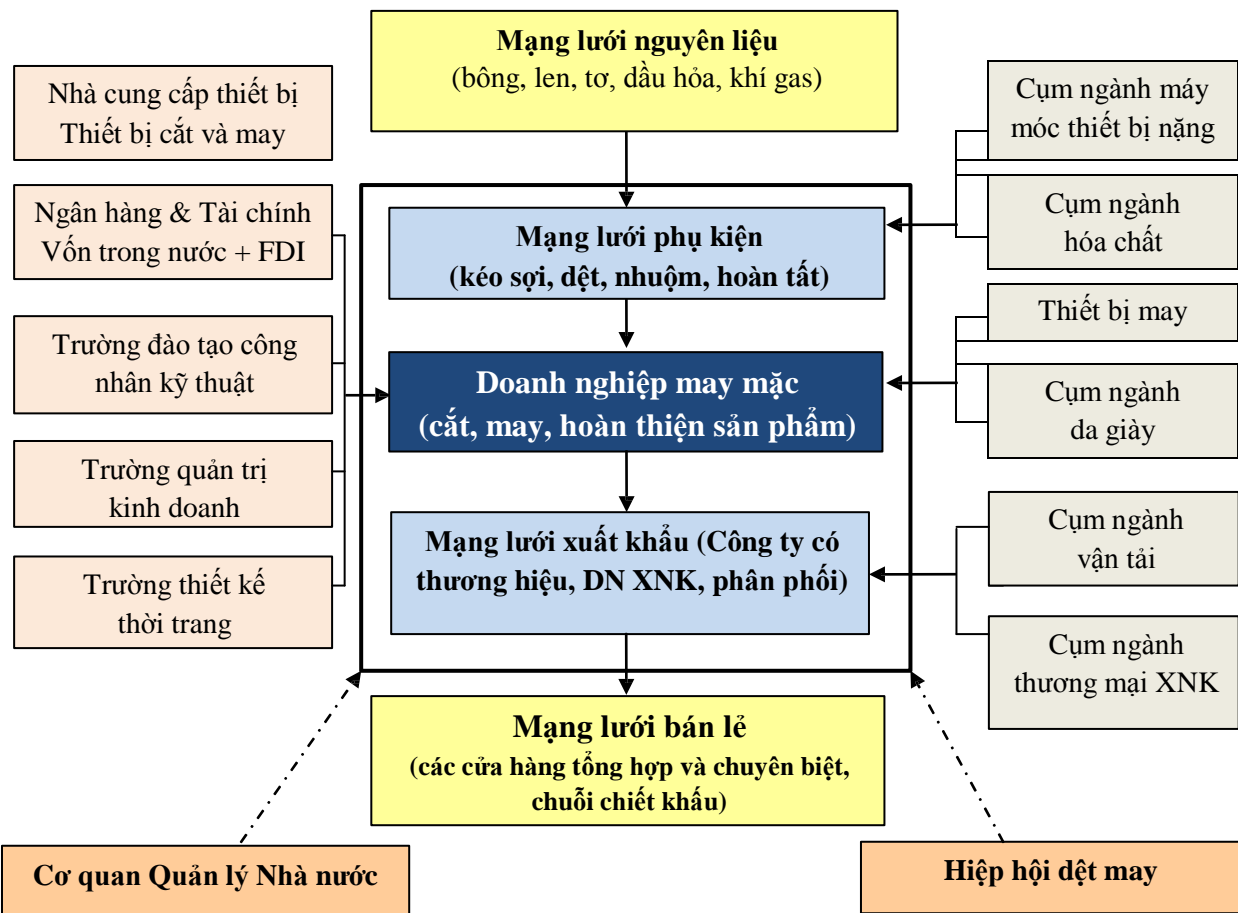 Mạng lưới nguyên liệu
(bông, len, tơ, dầu hỏa, khí gas)
Nhà cung cấp thiết bị
Thiết bị cắt và may
Cụm ngành máy
móc thiết bị nặng
Ngân hàng & Tài chính
Vốn trong nước + FDI
Mạng lưới phụ kiện
(kéo sợi, dệt, nhuộm, hoàn tất)
Cụm ngành
hóa chất
Trường đào tạo công
nhân kỹ thuật
Doanh nghiệp may mặc
(cắt, may, hoàn thiện sản phẩm)
Thiết bị may
Cụm ngành
da giày
Trường quản trị
kinh doanh
Mạng lưới xuất khẩu (Công ty có
thương hiệu, DN XNK, phân phối)
Cụm ngành
vận tải
Trường thiết kế
thời trang
Cụm ngành
thương mại XNK
Mạng lưới bán lẻ
(các cửa hàng tổng hợp và chuyên biệt,
chuỗi chiết khấu)
Cơ quan Quản lý Nhà nước
Hiệp hội dệt may